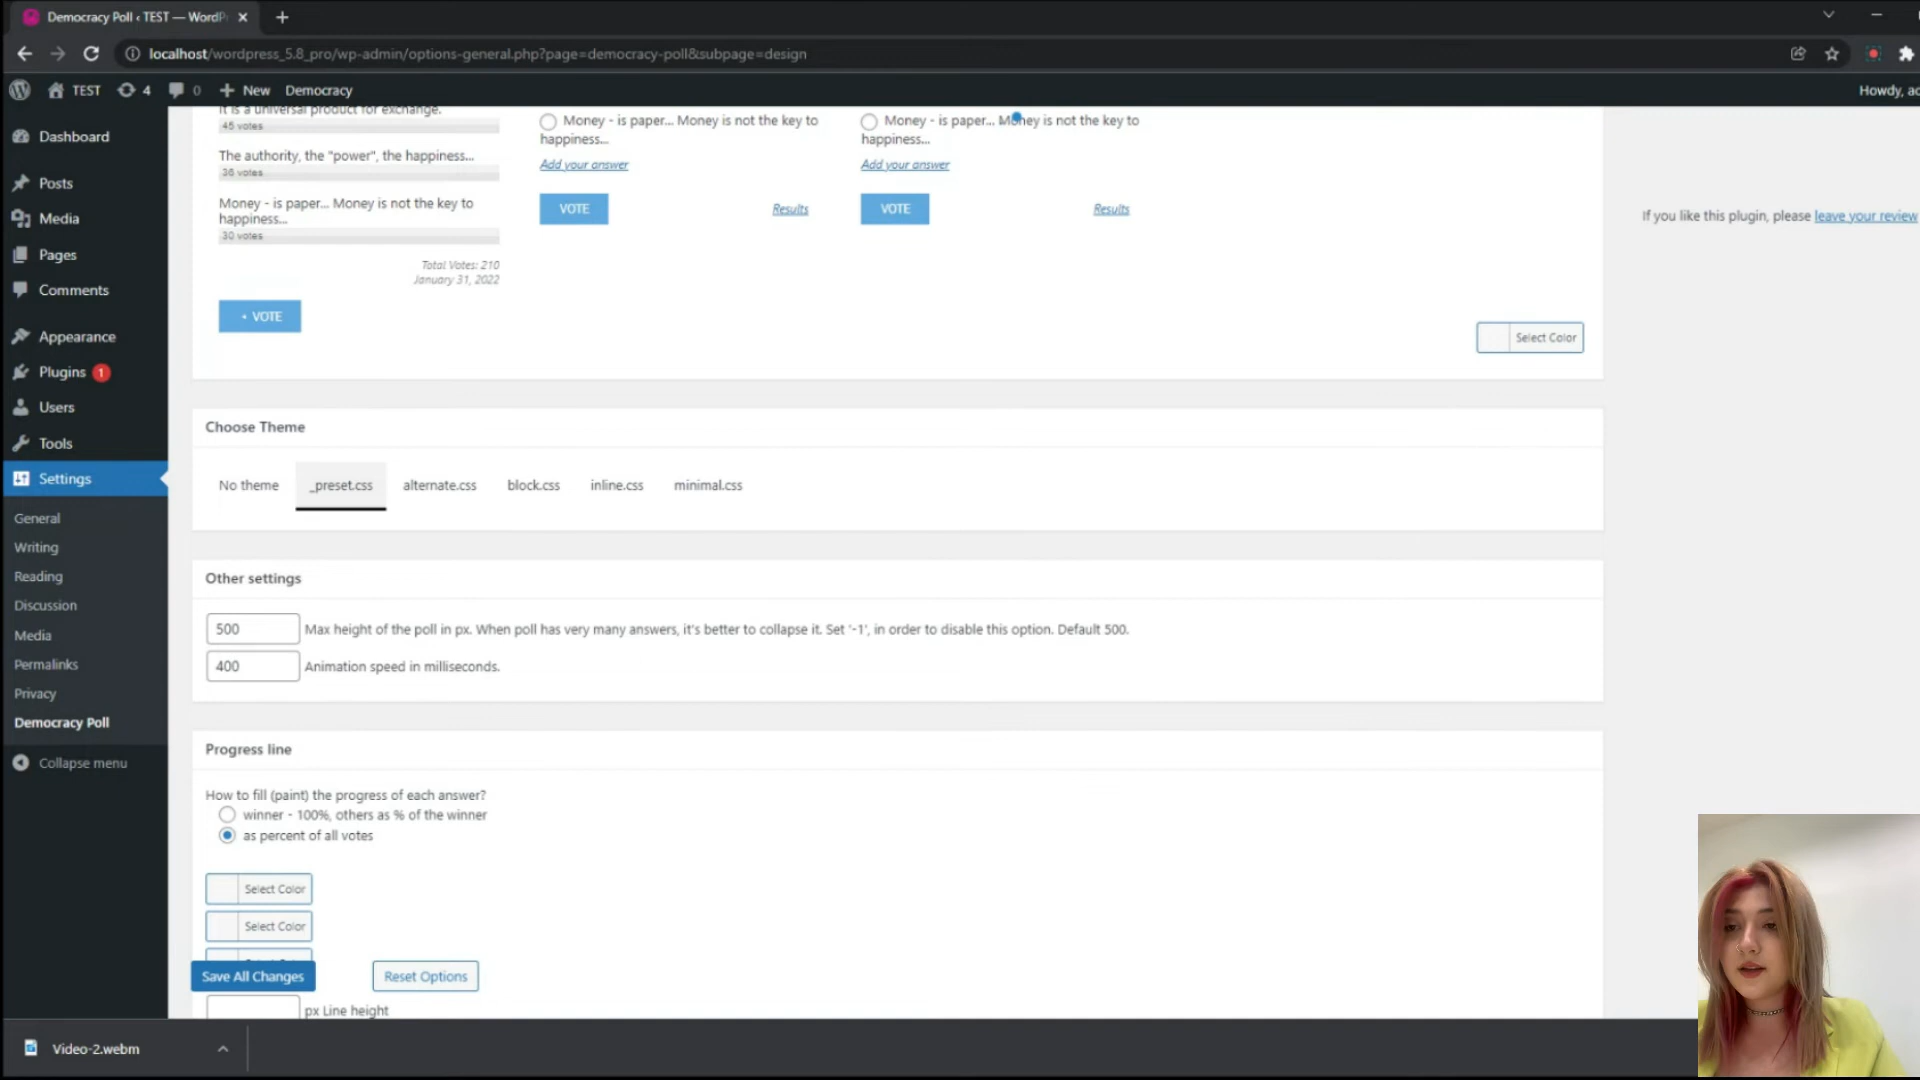 Democracy Poll ‹ TEST — WordPr
localhost/wordpress_5.8_pro/wp-admin/options-general.php?page=democracy-poll&subpage=design
TEST 4 0 New Democracy
Howdy, ad
Dashboard
Posts
Media
Pages
Comments
Appearance
Plugins 1
Users
Tools
Settings
General
Writing
Reading
Discussion
Media
Permalinks
Privacy
Democracy Poll
Collapse menu
It is a universal product for exchange.
45 votes
The authority, the "power", the happiness...
36 votes
Money - is paper... Money is not the key to
happiness...
30 votes
Total Votes: 210
January 31, 2022
• VOTE
Money - is paper... Money is not the key to
happiness...
Add your answer
VOTE
Results
Money - is paper... Money is not the key to
happiness...
Add your answer
VOTE
Results
Select Color
If you like this plugin, please leave your review
Choose Theme
No theme _preset.css alternate.css block.css inline.css minimal.css
Other settings
500 Max height of the poll in px. When poll has very many answers, it's better to collapse it. Set '-1', in order to disable this option. Default 500.
400 Animation speed in milliseconds.
Progress line
How to fill (paint) the progress of each answer?
winner - 100%, others as % of the winner
as percent of all votes
Select Color
Select Color
Save All Changes
Reset Options
px Line height
Video-2.webm